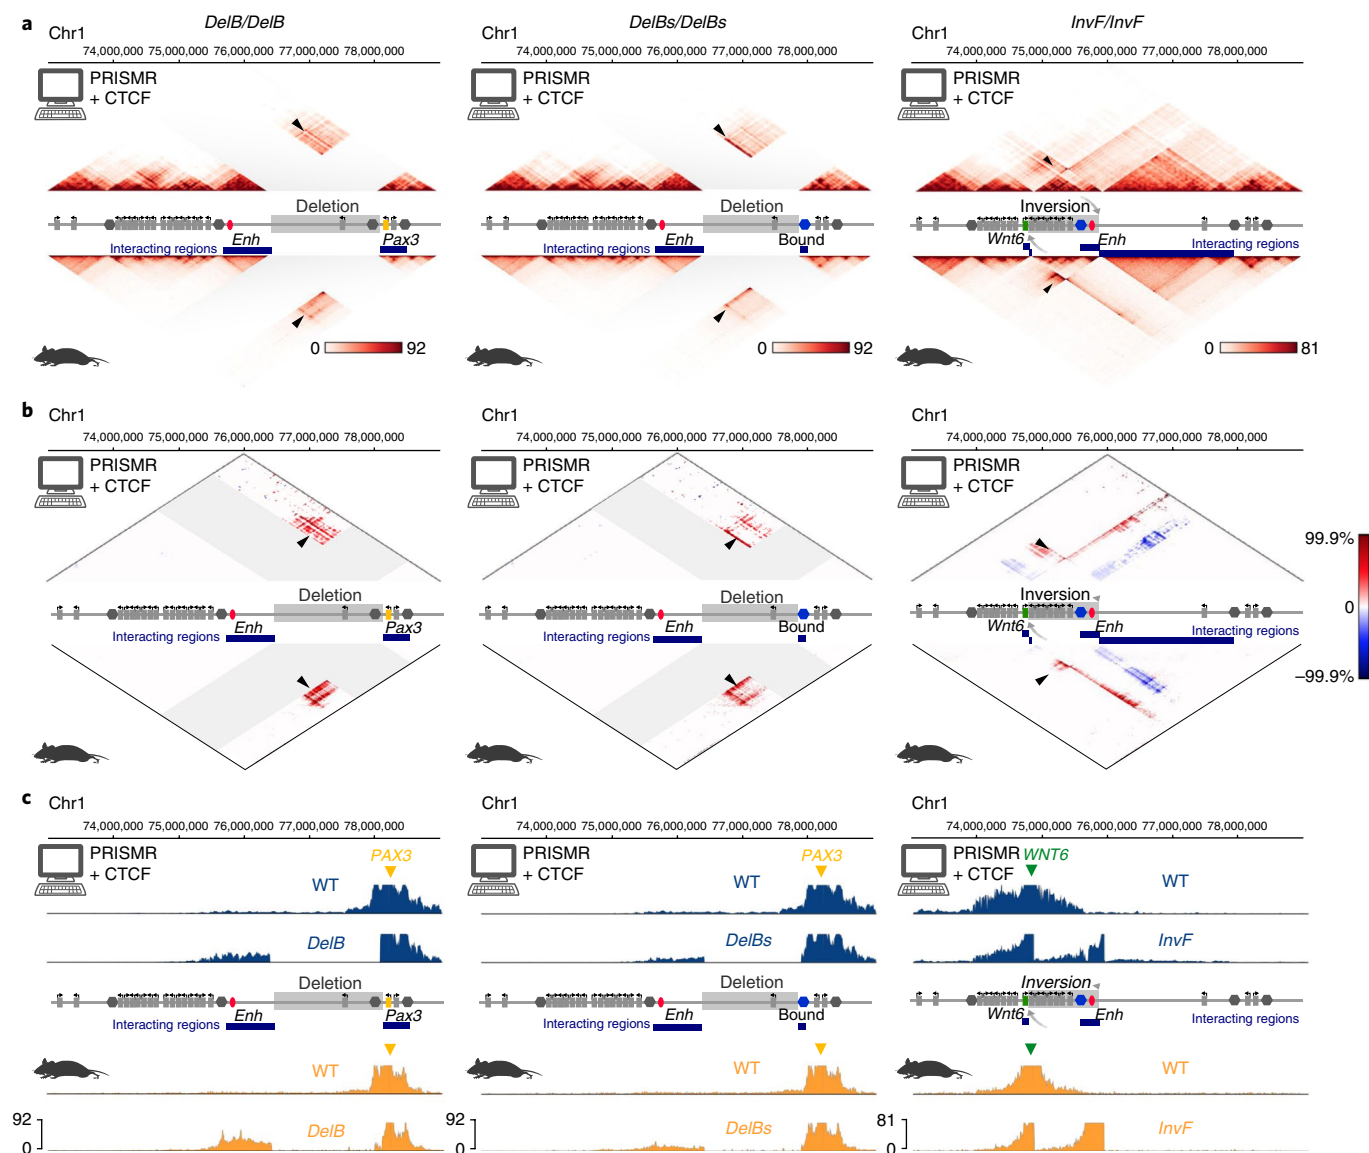 a
DelB/DelB
DelBs/DelBs
InvF/InvF
Chr1
Chr1
Chr1
74,000,000 75,000,000 76,000,000 77,000,000 78,000,000
74,000,000 75,000,000 76,000,000 77,000,000 78,000,000
74,000,000 75,000,000 76,000,000 77,000,000 78,000,000
PRISMR
+ CTCF
PRISMR
+ CTCF
PRISMR
+ CTCF
Deletion
Deletion
Inversion
Interacting regions
Enh
Pax3
Interacting regions
Enh
Bound
Wnt6
Enh
Interacting regions
0 92
0 92
0 81
b
Chr1
Chr1
Chr1
74,000,000 75,000,000 76,000,000 77,000,000 78,000,000
74,000,000 75,000,000 76,000,000 77,000,000 78,000,000
74,000,000 75,000,000 76,000,000 77,000,000 78,000,000
PRISMR
+ CTCF
PRISMR
+ CTCF
PRISMR
+ CTCF
99.9%
0
–99.9%
Deletion
Deletion
Inversion
Interacting regions
Enh
Pax3
Interacting regions
Enh
Bound
Wnt6
Enh
Interacting regions
c
Chr1
Chr1
Chr1
74,000,000 75,000,000 76,000,000 77,000,000 78,000,000
74,000,000 75,000,000 76,000,000 77,000,000 78,000,000
74,000,000 75,000,000 76,000,000 77,000,000 78,000,000
PRISMR
+ CTCF
PAX3
WT
DelB
PRISMR
+ CTCF
PAX3
WT
DelBs
PRISMR
+ CTCF
WNT6
WT
InvF
Deletion
Deletion
Inversion
Interacting regions
Enh
Pax3
Interacting regions
Enh
Bound
Wnt6
Enh
Interacting regions
WT
WT
WT
92
0
DelB
92
0
DelBs
81
0
InvF